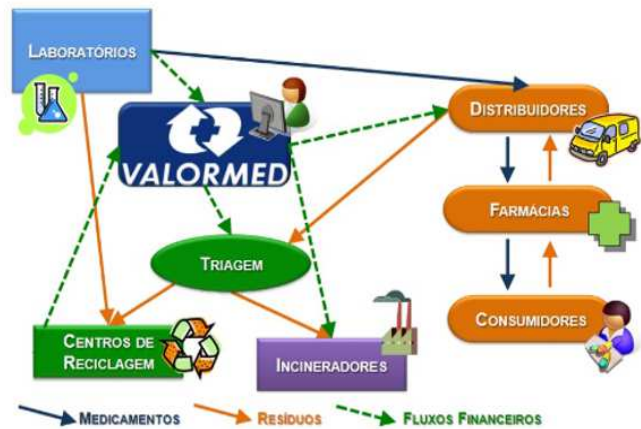 LABORATÓRIOS
VALORMED
DISTRIBUIDORES
FARMÁCIAS
TRIAGEM
CONSUMIDORES
CENTROS DE
RECICLAGEM
INCINERADORES
MEDICAMENTOS
RESÍDUOS
FLUXOS FINANCEIROS